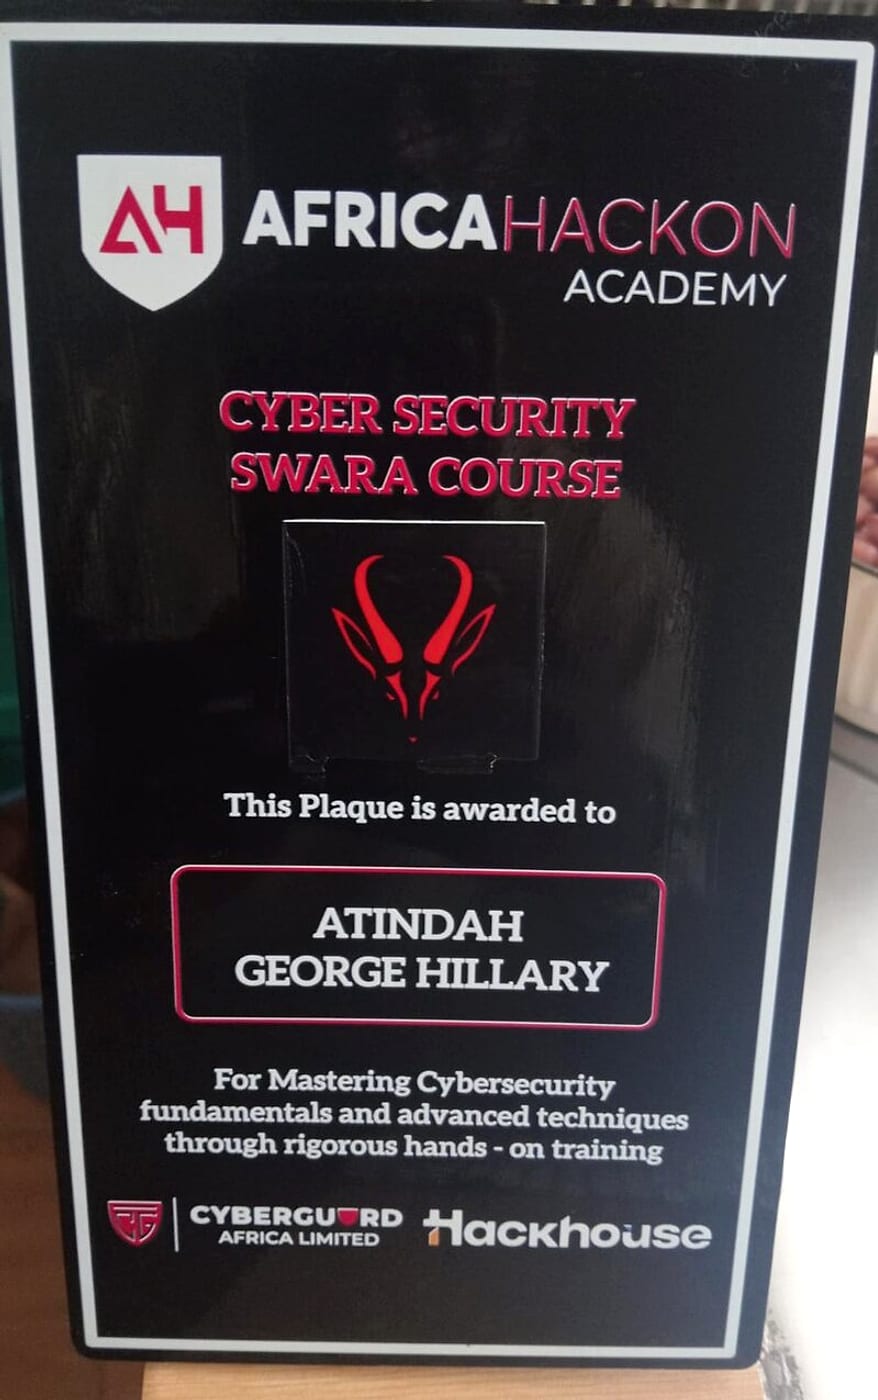 AH AFRICAHACKON
ACADEMY
CYBER SECURITY
SWARA COURSE
This Plaque is awarded to
ATINDAH
GEORGE HILLARY
For Mastering Cybersecurity
fundamentals and advanced techniques
through rigorous hands - on training
CYBERGUARD
AFRICA LIMITED
Hackhouse